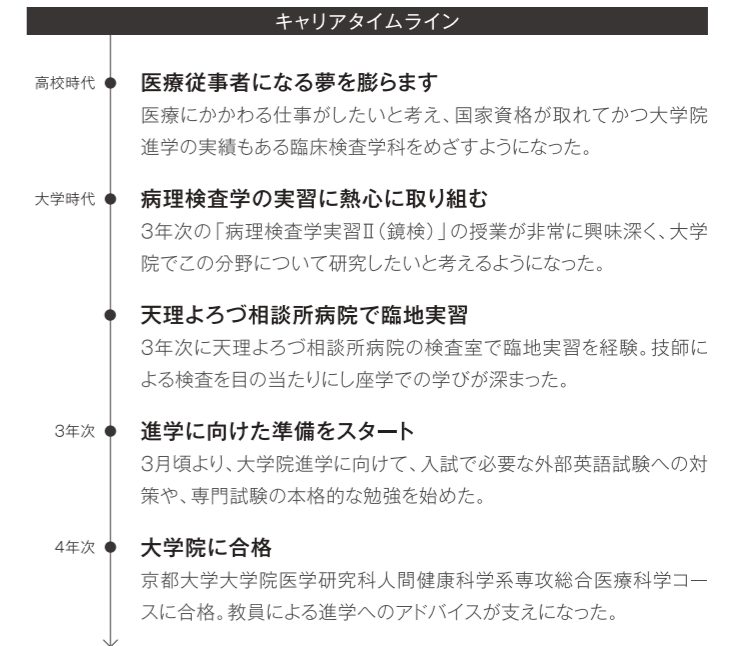 キャリアタイムライン
高校時代
医療従事者になる夢を膨らます
医療にかかわる仕事がしたいと考え、国家資格が取れてかつ大学院
進学の実績もある臨床検査学科をめざすようになった。
大学時代
病理検査学の実習に熱心に取り組む
3年次の「病理検査学実習Ⅱ(鏡検)」の授業が非常に興味深く、大学
院でこの分野について研究したいと考えるようになった。
天理よろづ相談所病院で臨地実習
3年次に天理よろづ相談所病院の検査室で臨地実習を経験。技師に
よる検査を目の当たりにし座学での学びが深まった。
3年次
進学に向けた準備をスタート
3月頃より、大学院進学に向けて、入試で必要な外部英語試験への対
策や、専門試験の本格的な勉強を始めた。
4年次
大学院に合格
京都大学大学院医学研究科人間健康科学系専攻総合医療科学コー
スに合格。教員による進学へのアドバイスが支えになった。